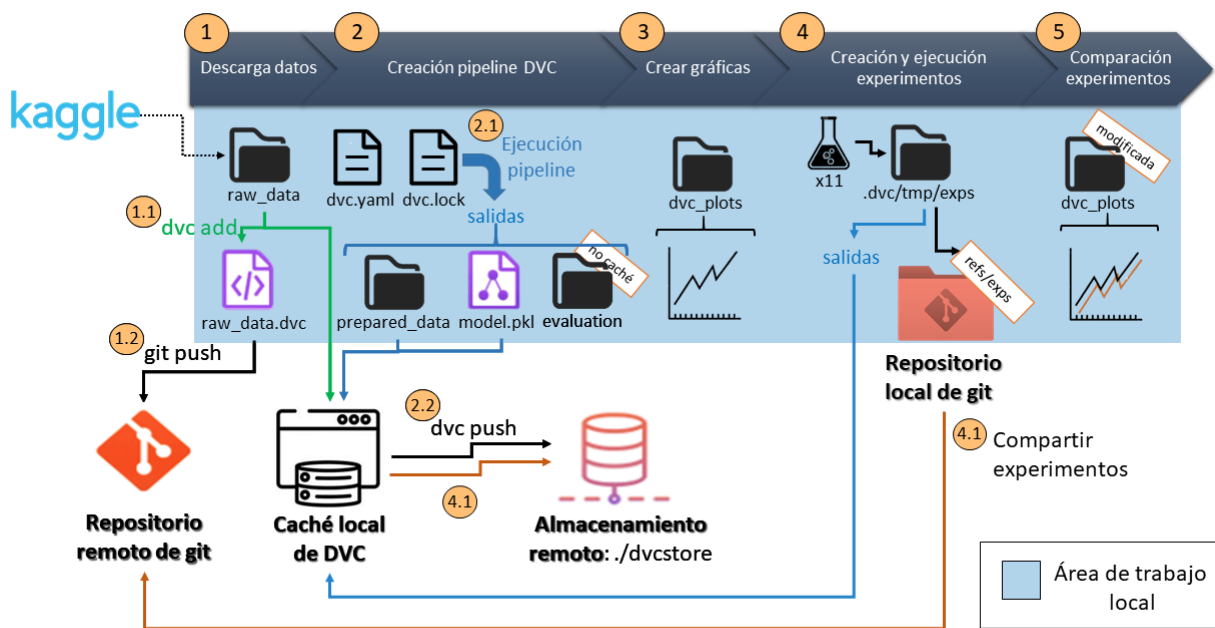 1
2
3
4
5
Descarga datos
Creación pipeline DVC
Crear gráficas
Creación y ejecución
experimentos
Comparación
experimentos
kaggle
raw_data
dvc.yaml
dvc.lock
2.1
Ejecución
pipeline
dvc_plots
x11
.dvc/tmp/exps
modificada
dvc_plots
1.1
dvc add
salidas
salidas
no caché
refs/exps
raw_data.dvc
prepared_data
model.pkl
evaluation
1.2
git push
Repositorio
local de git
2.2
dvc push
4.1
4.1
Compartir
experimentos
Repositorio
remoto de git
Caché local
de DVC
Almacenamiento
remoto: ./dvcstore
Área de trabajo
local